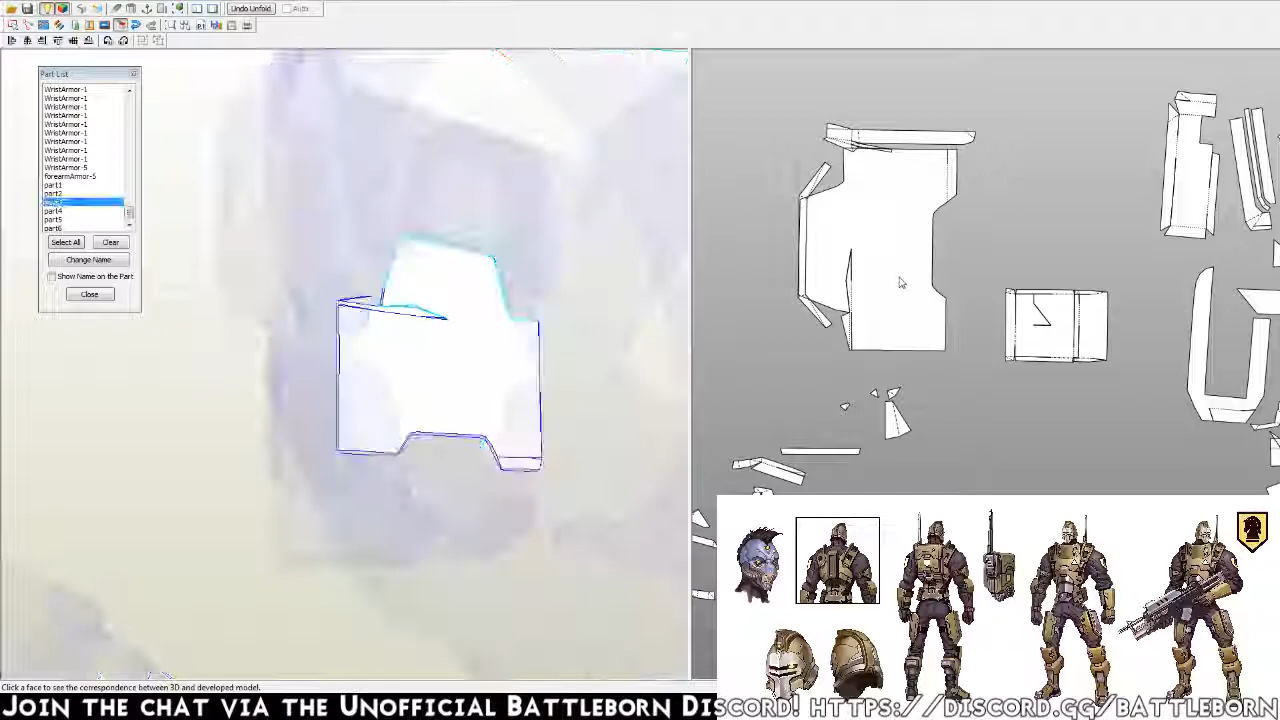 Undo Unfold
Auto
Part List
WristArmor-1
WristArmor-1
WristArmor-1
WristArmor-1
WristArmor-1
WristArmor-1
WristArmor-1
WristArmor-1
WristArmor-1
WristArmor-5
forearmArmor-5
part1
part2
part4
part5
part6
Select All
Clear
Change Name
Show Name on the Part
Close
Click a face to see the correspondence between 3D and developed model.
Join the chat via the Unofficial Battleborn Discord! https://discord.gg/battleborn